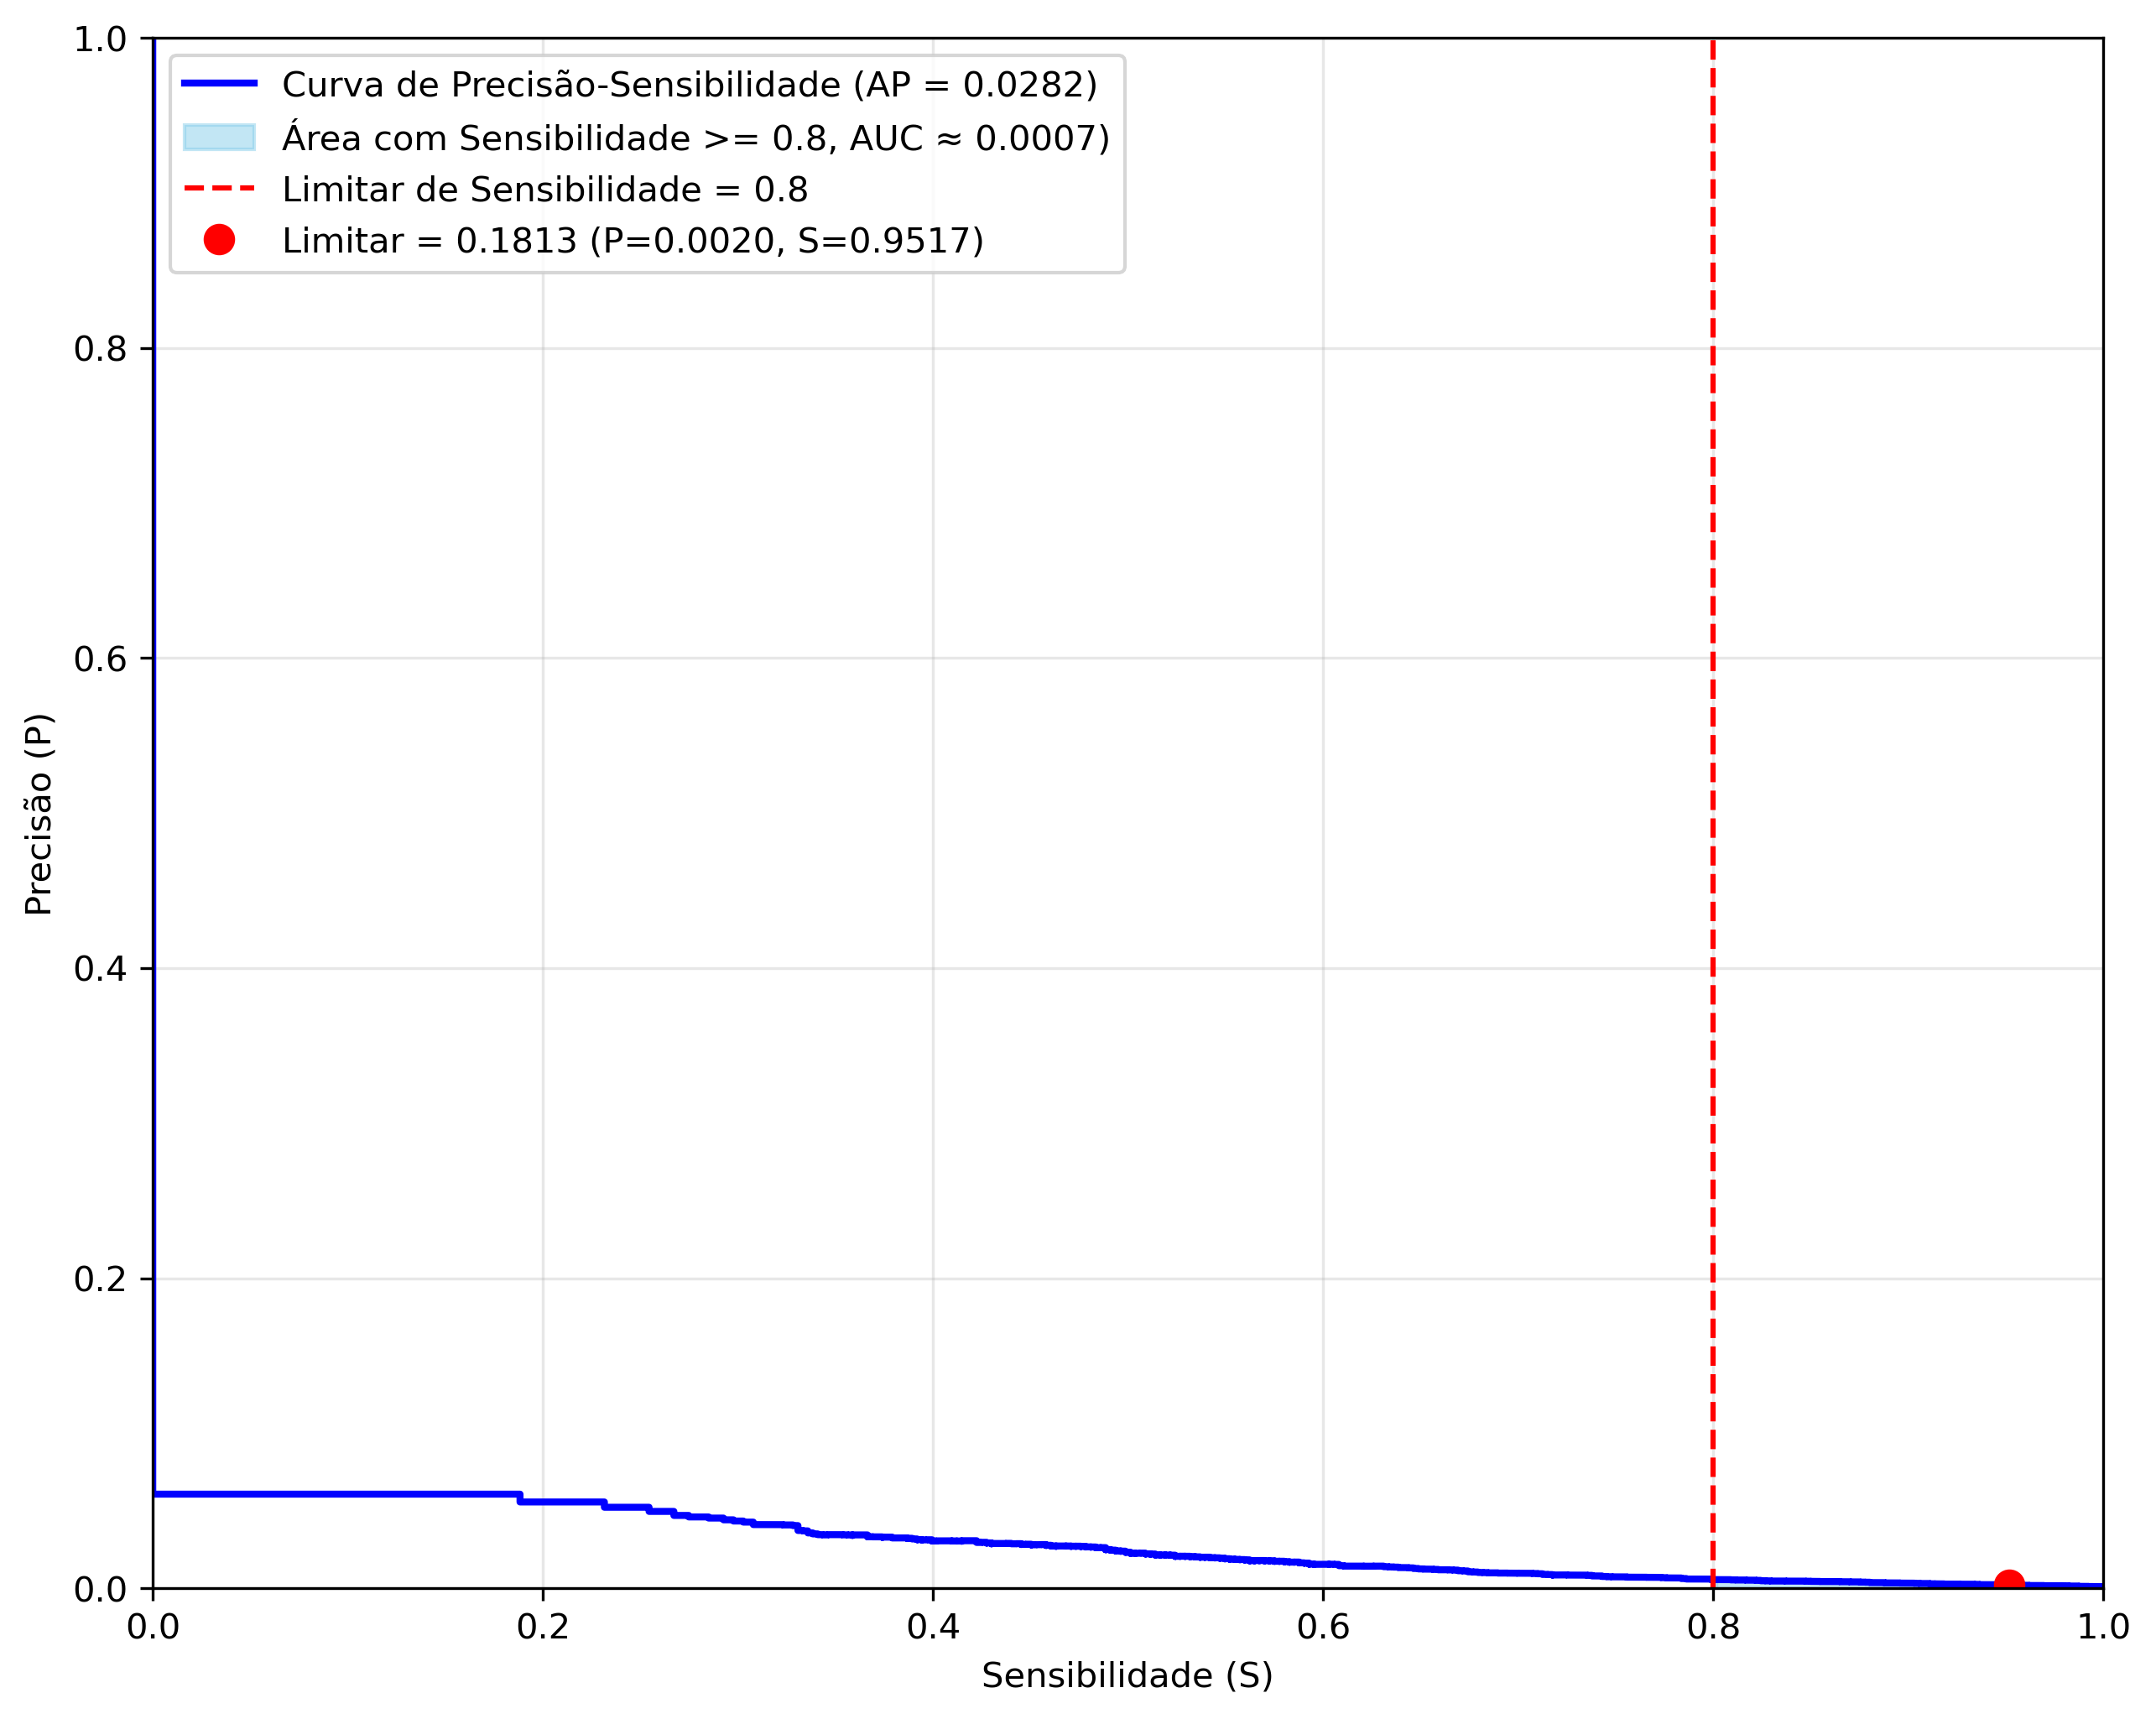 Curva de Precisão-Sensibilidade (AP = 0.0282)
Área com Sensibilidade >= 0.8, AUC ≈ 0.0007)
Limitar de Sensibilidade = 0.8
Limitar = 0.1813 (P=0.0020, S=0.9517)
1.0
0.8
0.6
0.4
0.2
0.0
Precisão (P)
0.0 0.2 0.4 0.6 0.8 1.0
Sensibilidade (S)